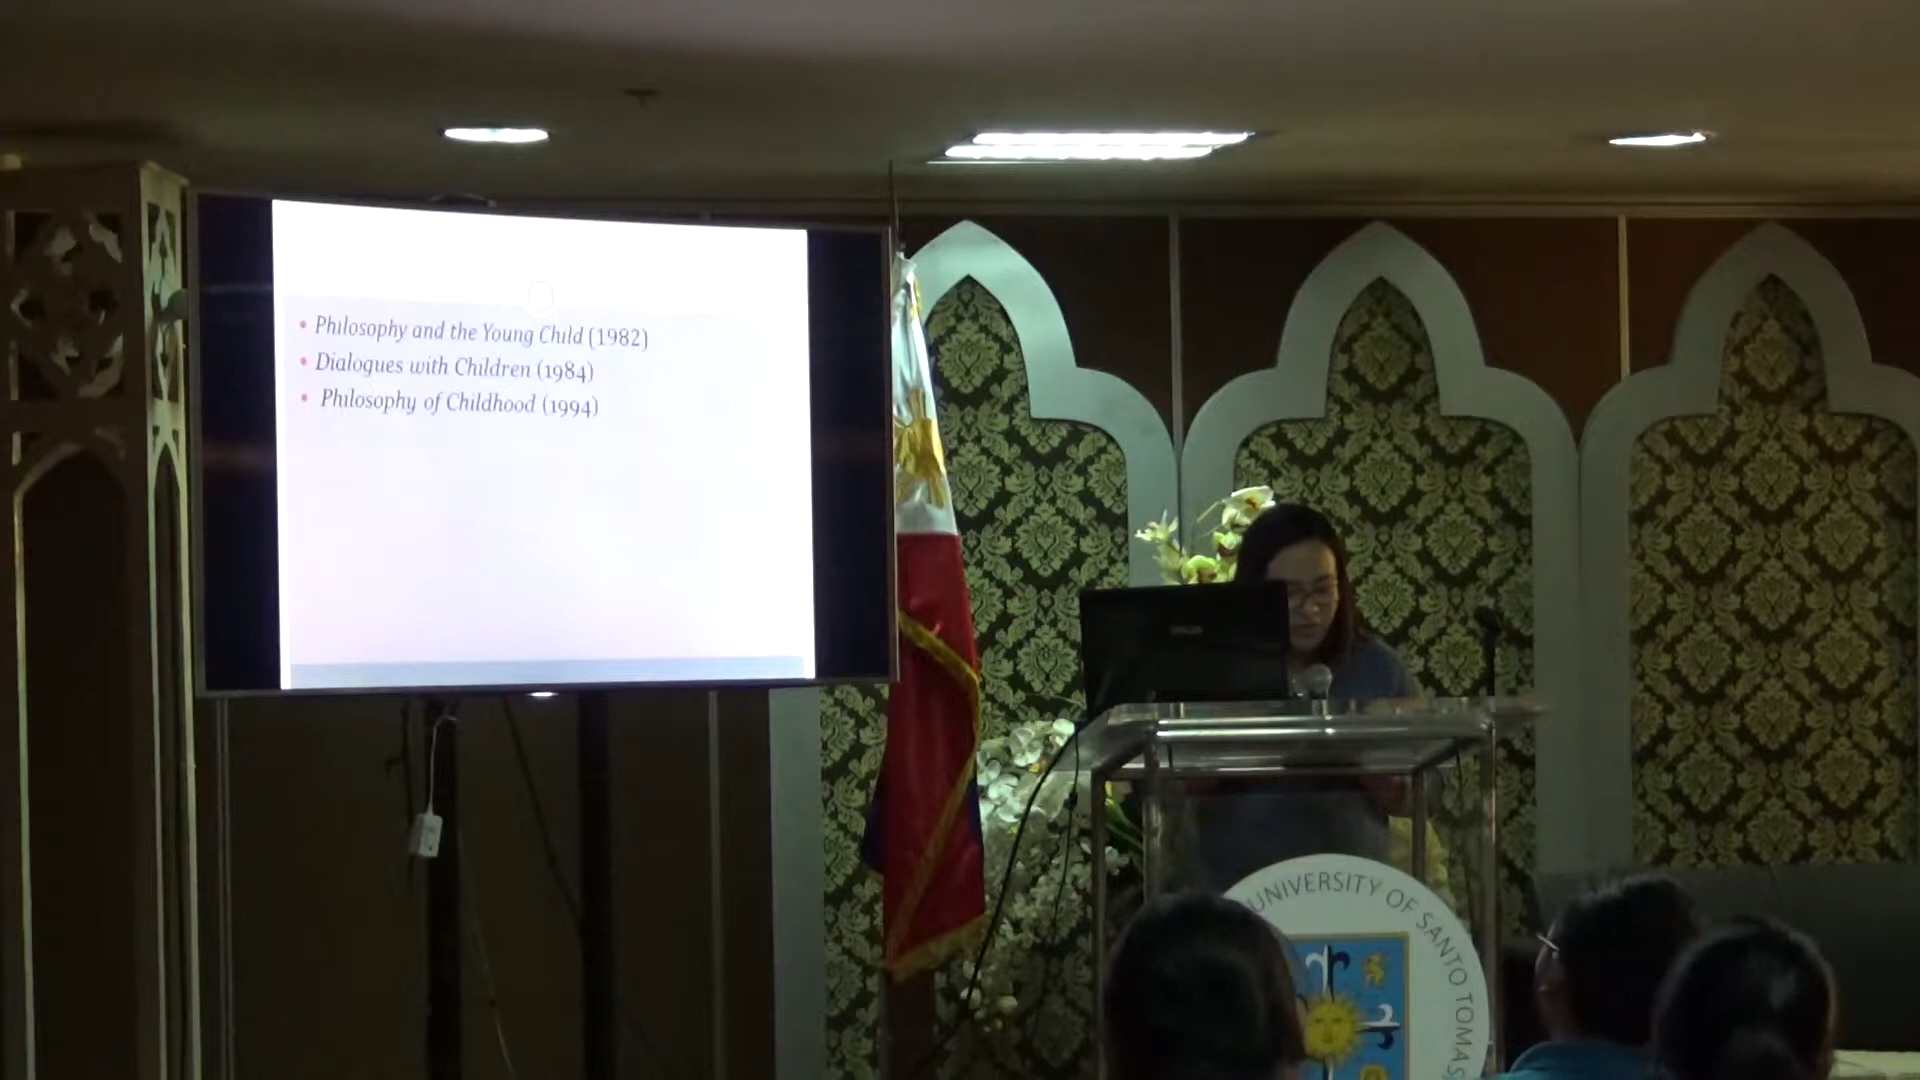 • Philosophy and the Young Child (1982)
• Dialogues with Children (1984)
• Philosophy of Childhood (1994)
UNIVERSITY OF SANTO TOMAS